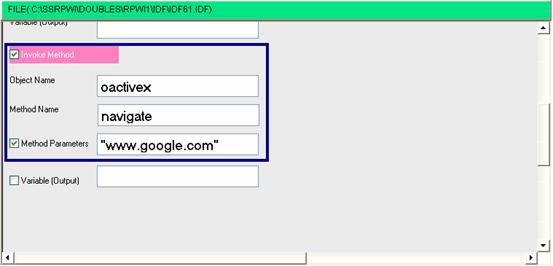 FILE( C:\SSRPWI\DOUBLES\RPWI1\IDF\IDF61.IDF)
Variable (Output)
Invoke Method
Object Name
oactivex
Method Name
navigate
Method Parameters
"www.google.com"
Variable (Output)